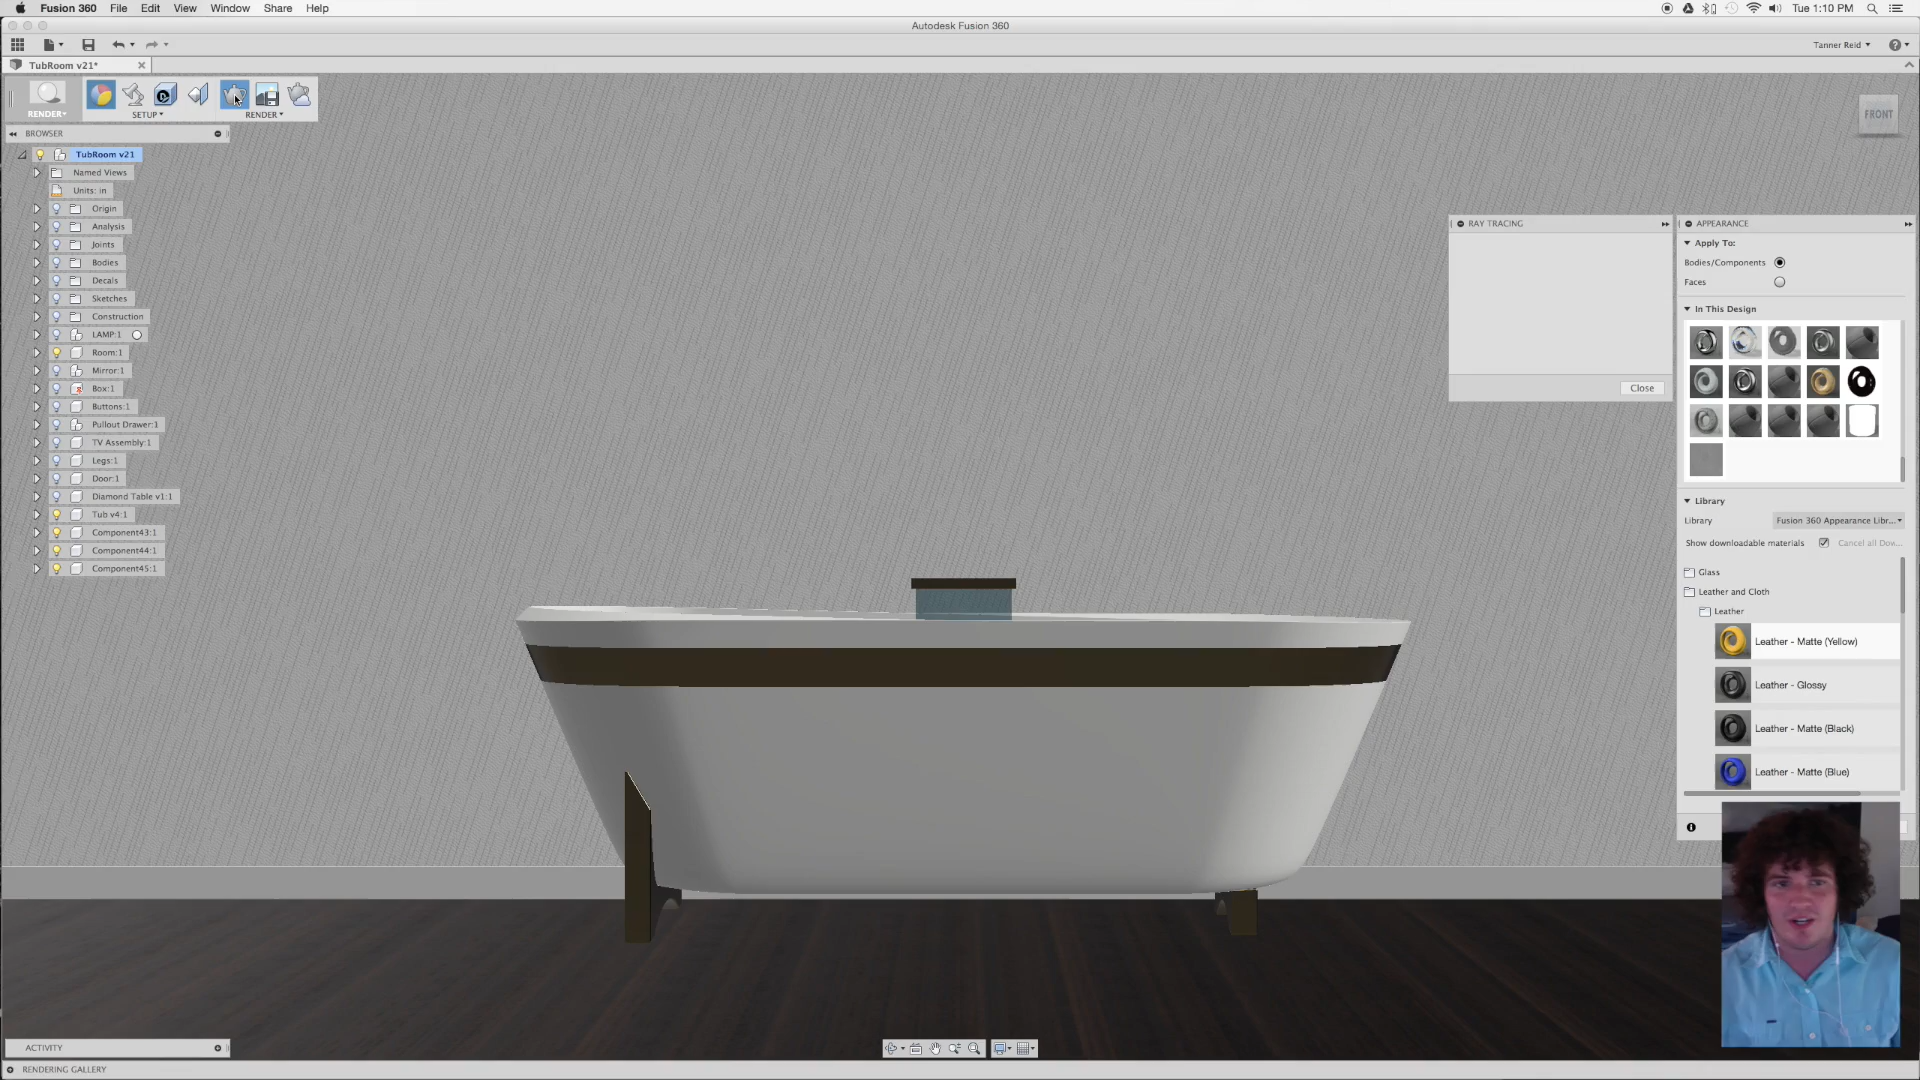 Fusion 360 File Edit View Window Share Help
Tue 1:10 PM
Autodesk Fusion 360
Tanner Reid
TubRoom v21*
RENDER
SETUP
RENDER
FRONT
BROWSER
TubRoom v21
Named Views
Units: in
Origin
Analysis
Joints
Bodies
Decals
Sketches
Construction
LAMP:1
Room:1
Mirror:1
Box:1
Buttons:1
Pullout Drawer:1
TV Assembly:1
Legs:1
Door:1
Diamond Table v1:1
Tub v4:1
Component43:1
Component44:1
Component45:1
RAY TRACING
Close
APPEARANCE
Apply To:
Bodies/Components
Faces
In This Design
Library
Library Fusion 360 Appearance Libr...
Show downloadable materials Cancel all Dow...
Glass
Leather and Cloth
Leather
Leather - Matte (Yellow)
Leather - Glossy
Leather - Matte (Black)
Leather - Matte (Blue)
ACTIVITY
RENDERING GALLERY